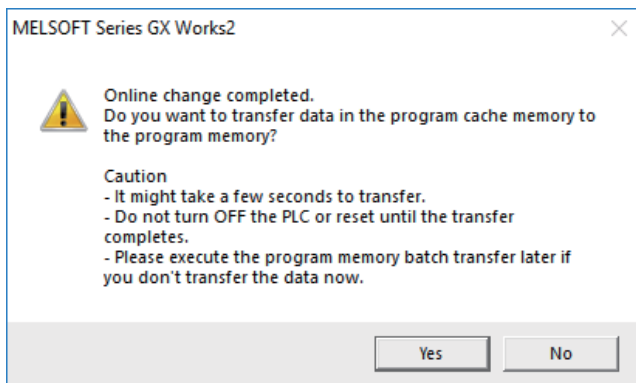 MELSOFT Series GX Works2
Online change completed.
Do you want to transfer data in the program cache memory to
the program memory?
Caution
- It might take a few seconds to transfer.
- Do not turn OFF the PLC or reset until the transfer
completes.
- Please execute the program memory batch transfer later if
you don't transfer the data now.
Yes
No